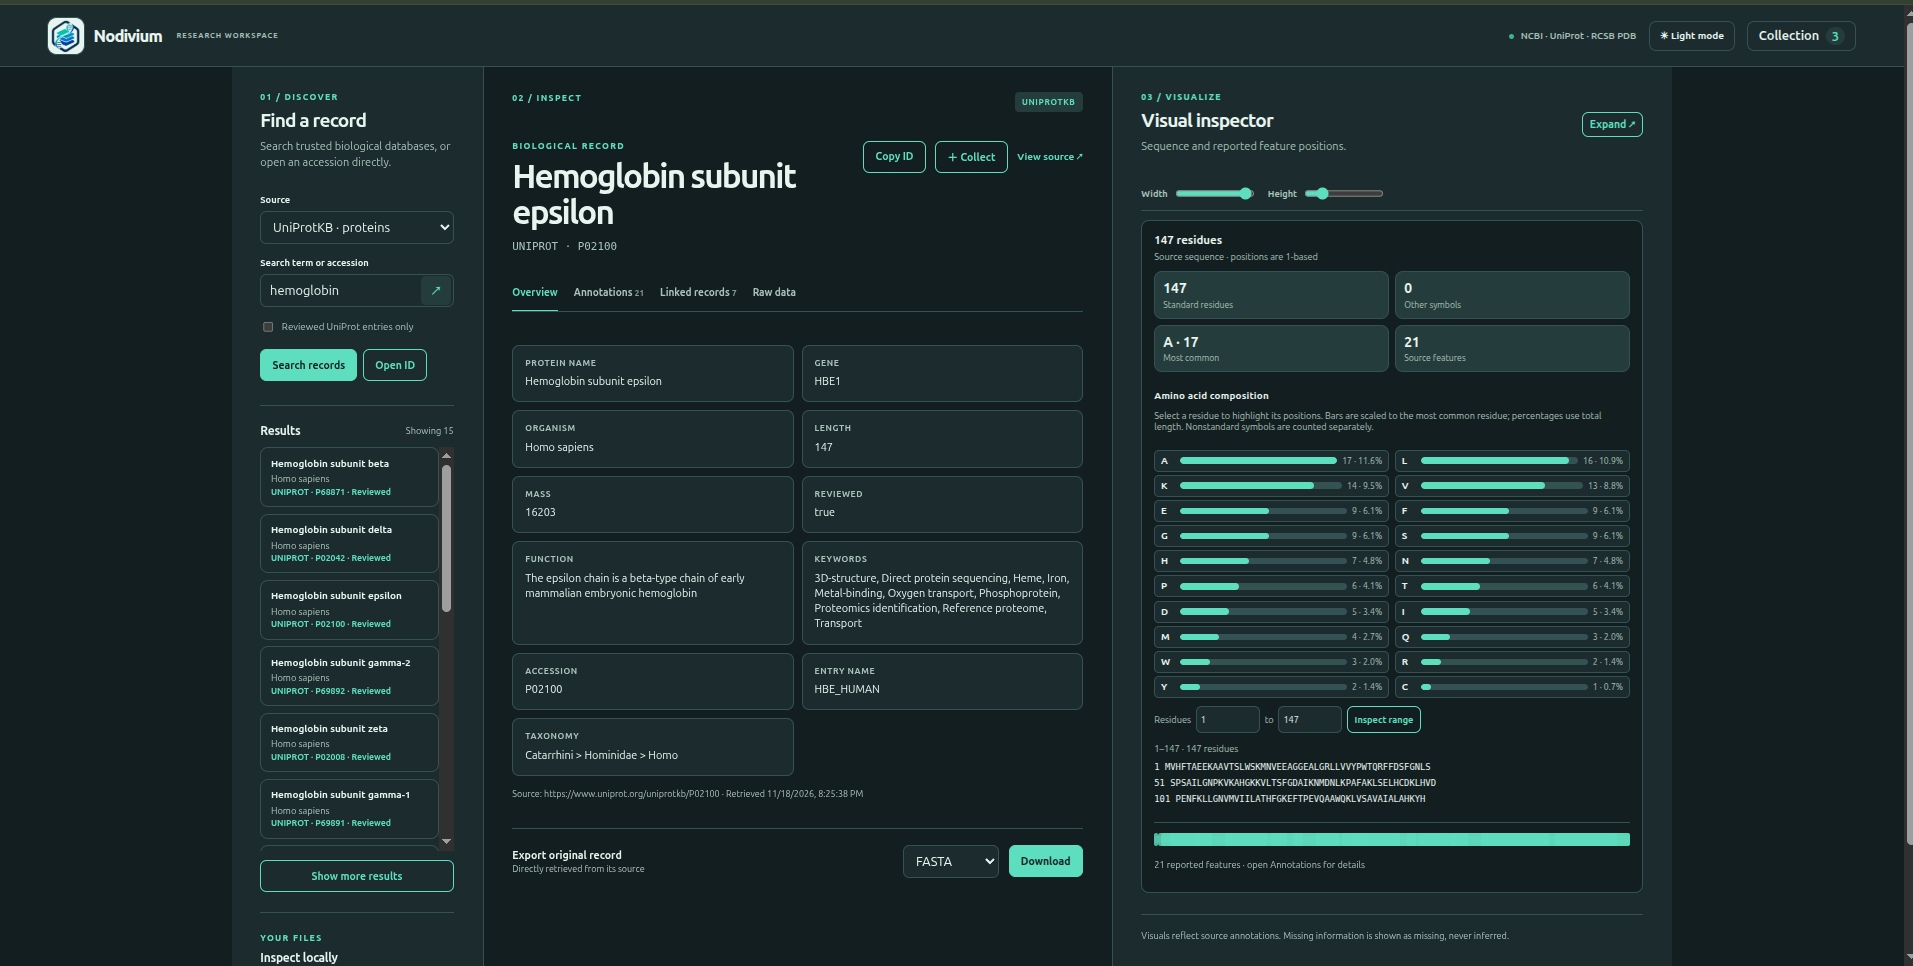 Nodivium
RESEARCH WORKSPACE
NCBI · UniProt · RCSB PDB
☀ Light mode
Collection 3
01 / DISCOVER
Find a record
Search trusted biological databases, or
open an accession directly.
Source
UniProtKB · proteins
Search term or accession
hemoglobin
↗
Reviewed UniProt entries only
Search records
Open ID
Results
Showing 15
Hemoglobin subunit beta
Homo sapiens
UNIPROT · P68871 · Reviewed
Hemoglobin subunit delta
Homo sapiens
UNIPROT · P02042 · Reviewed
Hemoglobin subunit epsilon
Homo sapiens
UNIPROT · P02100 · Reviewed
Hemoglobin subunit gamma-2
Homo sapiens
UNIPROT · P69892 · Reviewed
Hemoglobin subunit zeta
Homo sapiens
UNIPROT · P02008 · Reviewed
Hemoglobin subunit gamma-1
Homo sapiens
UNIPROT · P69891 · Reviewed
Show more results
YOUR FILES
Inspect locally
02 / INSPECT
UNIPROTKB
BIOLOGICAL RECORD
Hemoglobin subunit
epsilon
UNIPROT · P02100
Copy ID
+ Collect
View source ↗
Overview
Annotations 21
Linked records 7
Raw data
PROTEIN NAME
Hemoglobin subunit epsilon
GENE
HBE1
ORGANISM
Homo sapiens
LENGTH
147
MASS
16203
REVIEWED
true
FUNCTION
The epsilon chain is a beta-type chain of early
mammalian embryonic hemoglobin
KEYWORDS
3D-structure, Direct protein sequencing, Heme, Iron,
Metal-binding, Oxygen transport, Phosphoprotein,
Proteomics identification, Reference proteome,
Transport
ACCESSION
P02100
ENTRY NAME
HBE_HUMAN
TAXONOMY
Catarrhini > Hominidae > Homo
Source: https://www.uniprot.org/uniprotkb/P02100 · Retrieved 11/18/2026, 8:25:38 PM
Export original record
Directly retrieved from its source
FASTA
Download
03 / VISUALIZE
Visual inspector
Sequence and reported feature positions.
Expand ↗
Width
Height
147 residues
Source sequence · positions are 1-based
147
Standard residues
0
Other symbols
A · 17
Most common
21
Source features
Amino acid composition
Select a residue to highlight its positions. Bars are scaled to the most common residue; percentages use total
length. Nonstandard symbols are counted separately.
A 17 · 11.6%
L 16 · 10.9%
K 14 · 9.5%
V 13 · 8.8%
E 9 · 6.1%
F 9 · 6.1%
G 9 · 6.1%
S 9 · 6.1%
H 7 · 4.8%
N 7 · 4.8%
P 6 · 4.1%
T 6 · 4.1%
D 5 · 3.4%
I 5 · 3.4%
M 4 · 2.7%
Q 3 · 2.0%
W 3 · 2.0%
R 2 · 1.4%
Y 2 · 1.4%
C 1 · 0.7%
Residues 1 to 147 Inspect range
1–147 · 147 residues
1 MVHFTAEEKAAVTSLWSKMNVEEAGGEALGRLLVVYPWTQRFFDSFGNLS
51 SPSAILGNPKVKAHGKKVLTSFGDAIKNMDNLKPAFAKLSELHCDKLHVD
101 PENFKLLGNVMVIILATHFGKEFTPEVQAAWQKLVSAVAIALAHKYH
21 reported features · open Annotations for details
Visuals reflect source annotations. Missing information is shown as missing, never inferred.